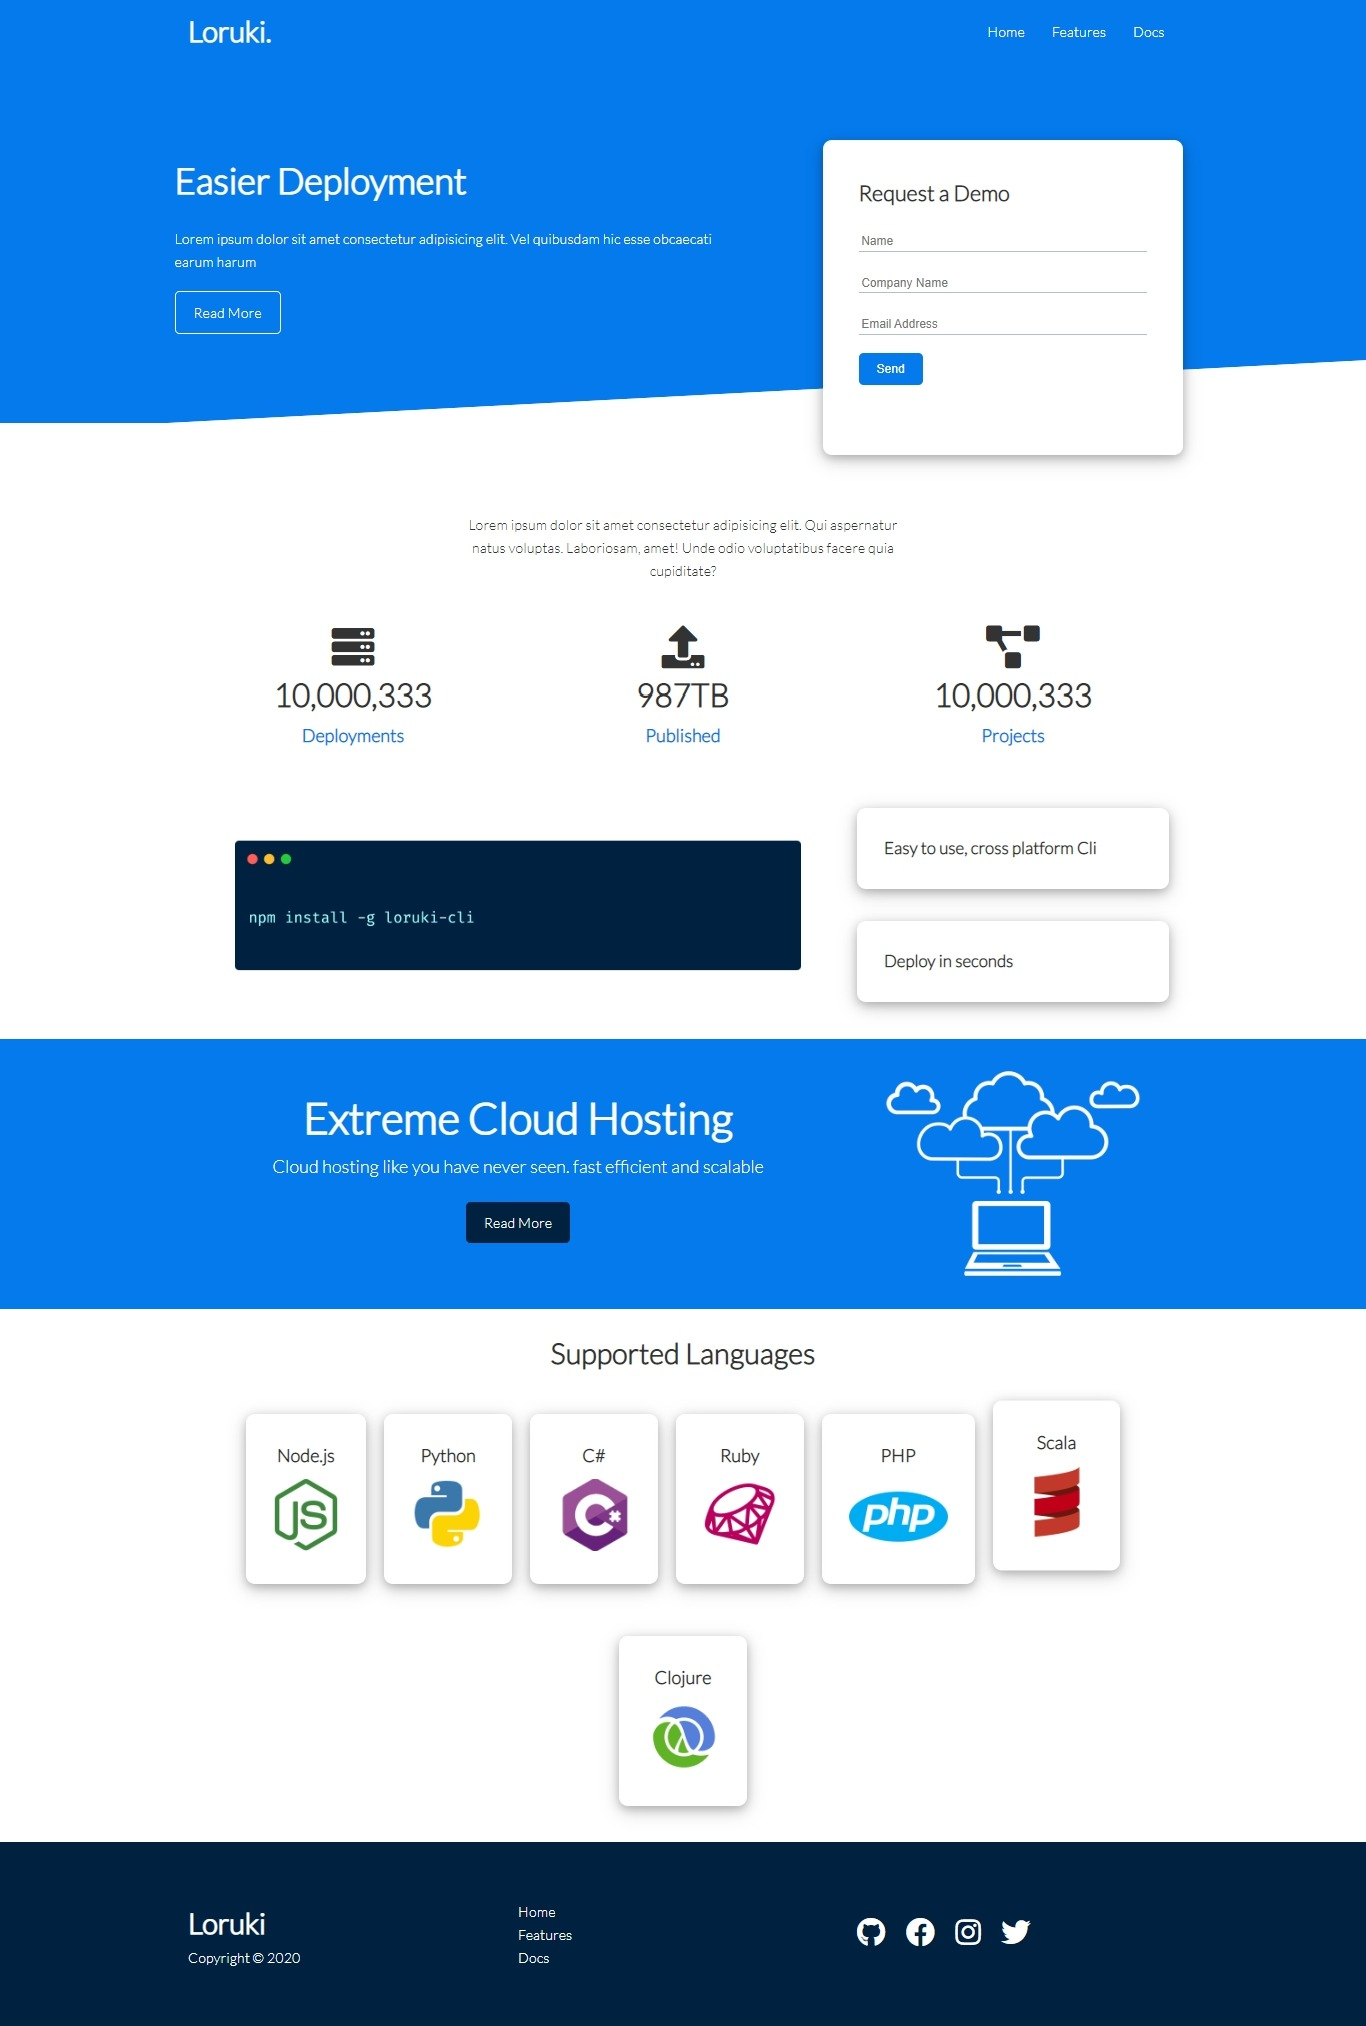 Loruki.
Home
Features
Docs
Easier Deployment
Lorem ipsum dolor sit amet consectetur adipisicing elit. Vel quibusdam hic esse obcaecati
earum harum
Read More
Request a Demo
Name
Company Name
Email Address
Send
Lorem ipsum dolor sit amet consectetur adipisicing elit. Qui aspernatur
natus voluptas. Laboriosam, amet! Unde odio voluptatibus facere quia
cupiditate?
10,000,333
Deployments
987TB
Published
10,000,333
Projects
npm install -g loruki-cli
Easy to use, cross platform Cli
Deploy in seconds
Extreme Cloud Hosting
Cloud hosting like you have never seen. fast efficient and scalable
Read More
Supported Languages
Node.js
JS
Python
C#
C#
Ruby
PHP
php
Scala
Clojure
Loruki
Copyright © 2020
Home
Features
Docs